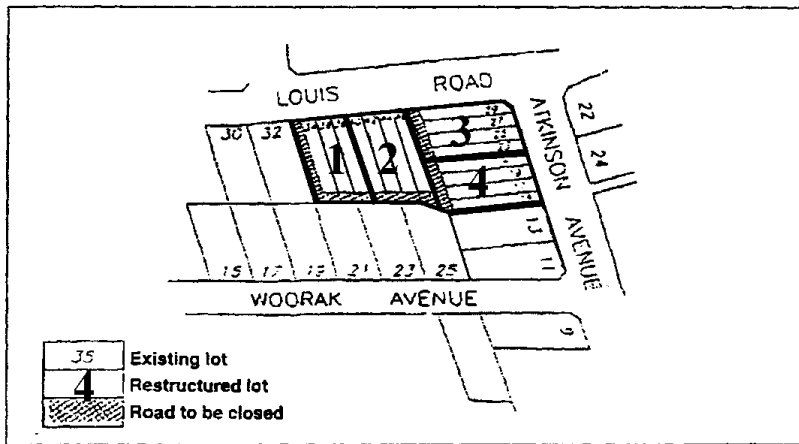 LOUIS ROAD
ATKINSON AVENUE
22
24
30 32
1 2 3
4
13
11
15 17 19 21 23 25
WOORAK AVENUE
9
35 Existing lot
4 Restructured lot
Road to be closed